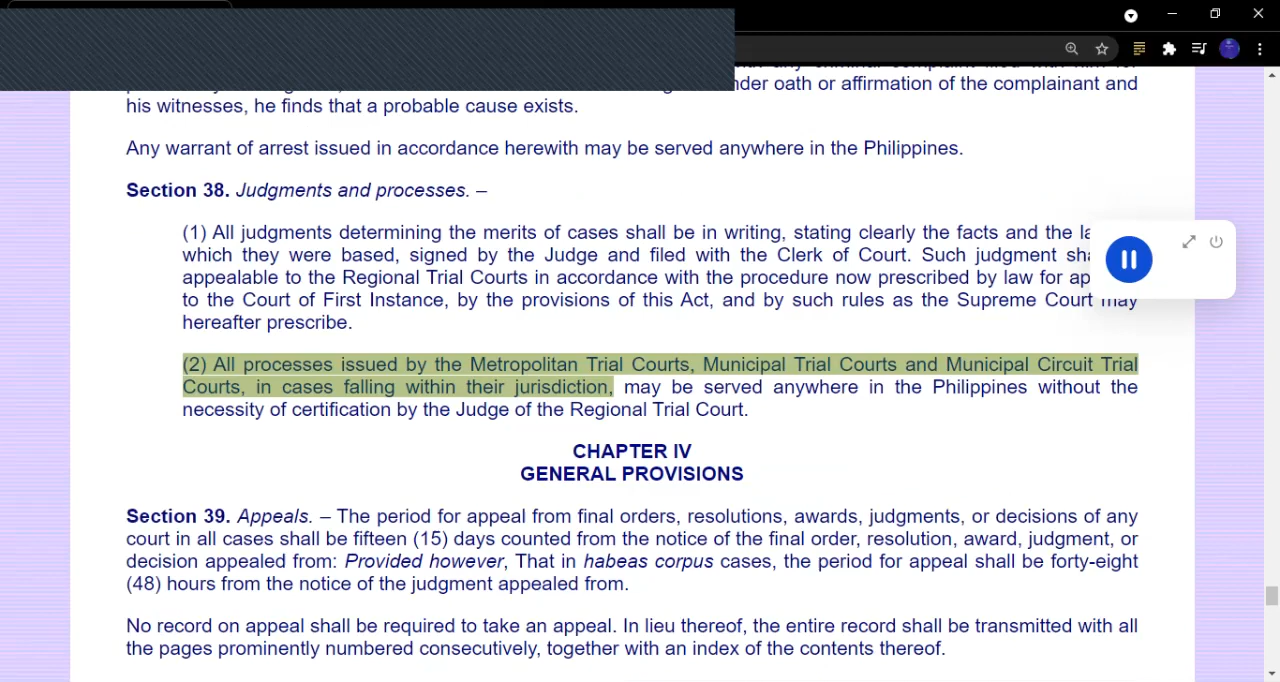 nder oath or affirmation of the complainant and
his witnesses, he finds that a probable cause exists.
Any warrant of arrest issued in accordance herewith may be served anywhere in the Philippines.
Section 38. Judgments and processes. –
(1) All judgments determining the merits of cases shall be in writing, stating clearly the facts and the la
which they were based, signed by the Judge and filed with the Clerk of Court. Such judgment sha
appealable to the Regional Trial Courts in accordance with the procedure now prescribed by law for ap
to the Court of First Instance, by the provisions of this Act, and by such rules as the Supreme Court may
hereafter prescribe.
(2) All processes issued by the Metropolitan Trial Courts, Municipal Trial Courts and Municipal Circuit Trial
Courts, in cases falling within their jurisdiction, may be served anywhere in the Philippines without the
necessity of certification by the Judge of the Regional Trial Court.
CHAPTER IV
GENERAL PROVISIONS
Section 39. Appeals. – The period for appeal from final orders, resolutions, awards, judgments, or decisions of any
court in all cases shall be fifteen (15) days counted from the notice of the final order, resolution, award, judgment, or
decision appealed from: Provided however, That in habeas corpus cases, the period for appeal shall be forty-eight
(48) hours from the notice of the judgment appealed from.
No record on appeal shall be required to take an appeal. In lieu thereof, the entire record shall be transmitted with all
the pages prominently numbered consecutively, together with an index of the contents thereof.